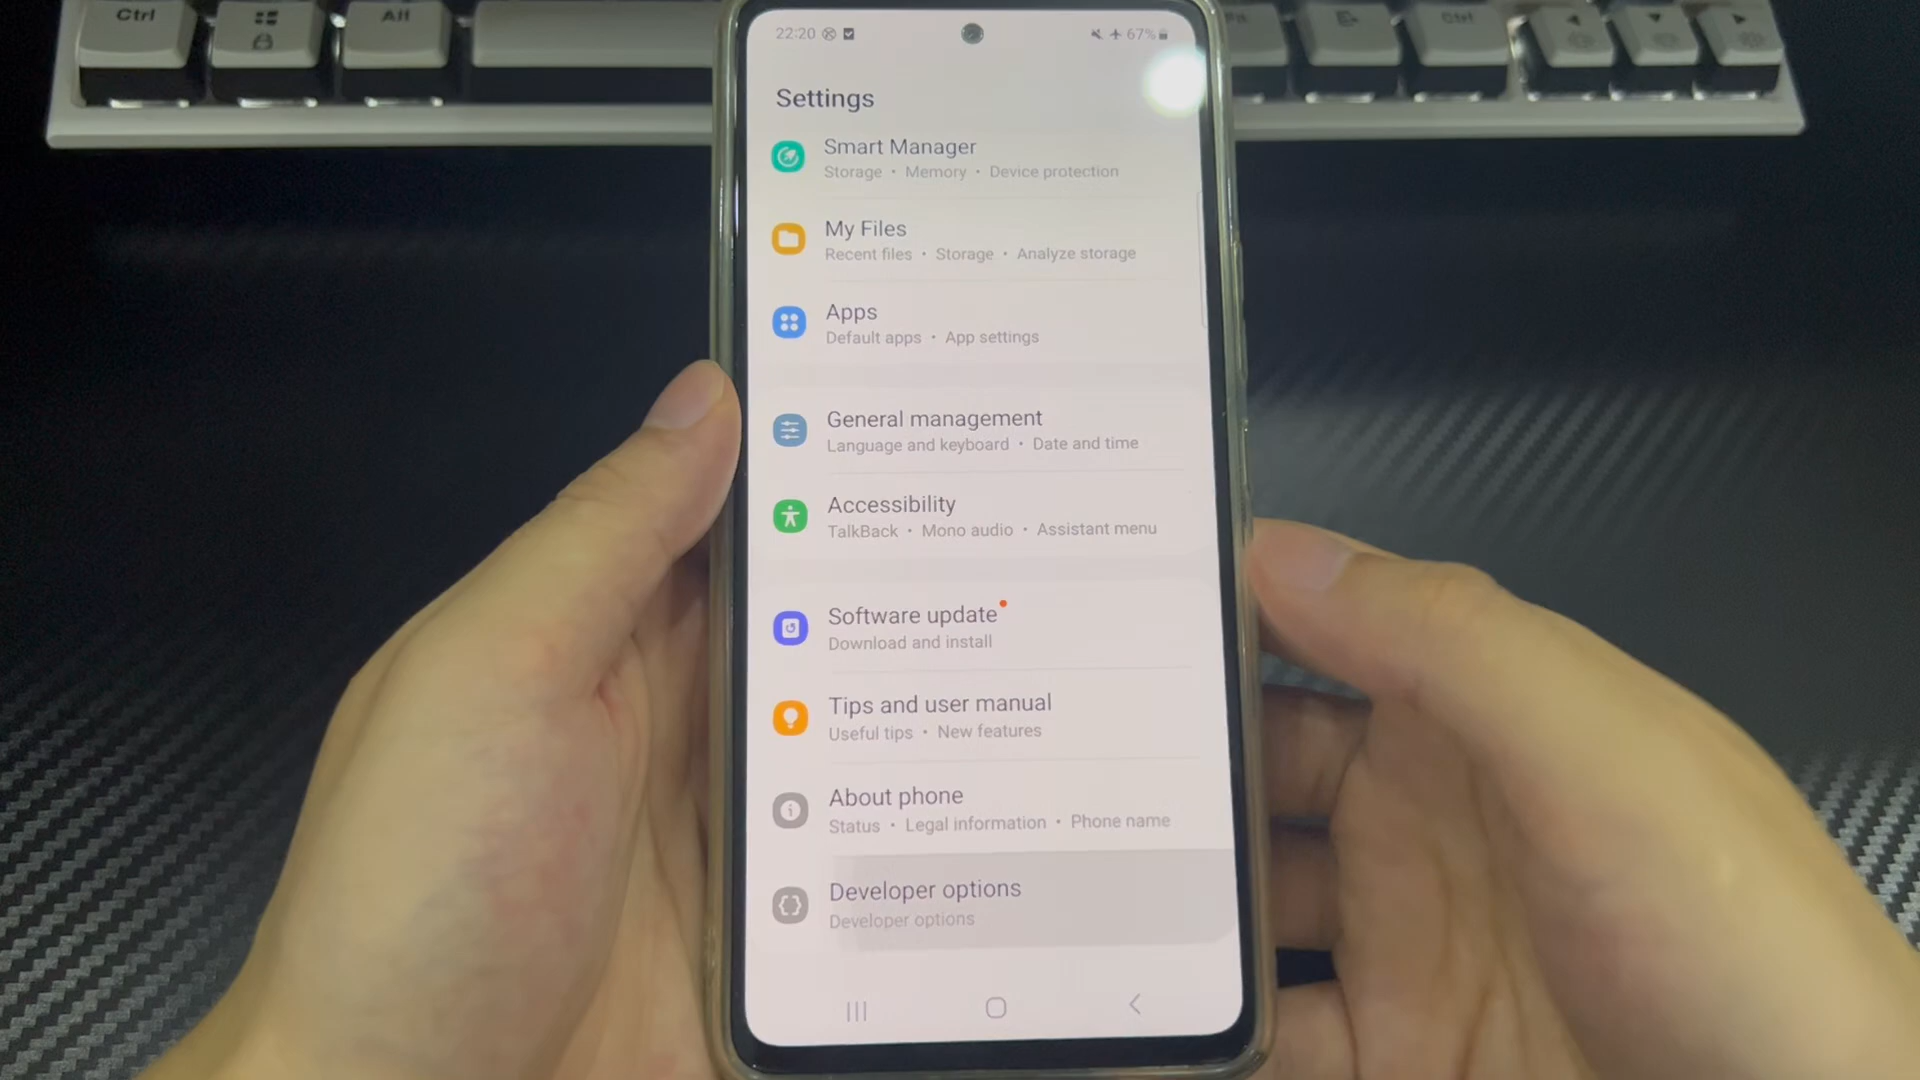 Ctrl
Alt
Ctrl
22:20
67%
Settings
Smart Manager
Storage • Memory • Device protection
My Files
Recent files • Storage • Analyze storage
Apps
Default apps • App settings
General management
Language and keyboard • Date and time
Accessibility
TalkBack • Mono audio • Assistant menu
Software update
Download and install
Tips and user manual
Useful tips • New features
About phone
Status • Legal information • Phone name
Developer options
Developer options